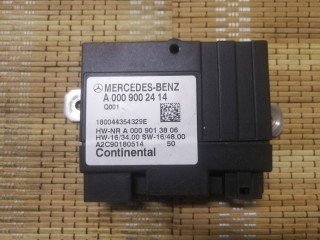 MERCEDES-BENZ
A 000 900 24 14
Q001
180044354329E
HW-NR A 000 901 38 06
HW-16/34.00 SW-16/48.00
A2C90180514 50
Continental